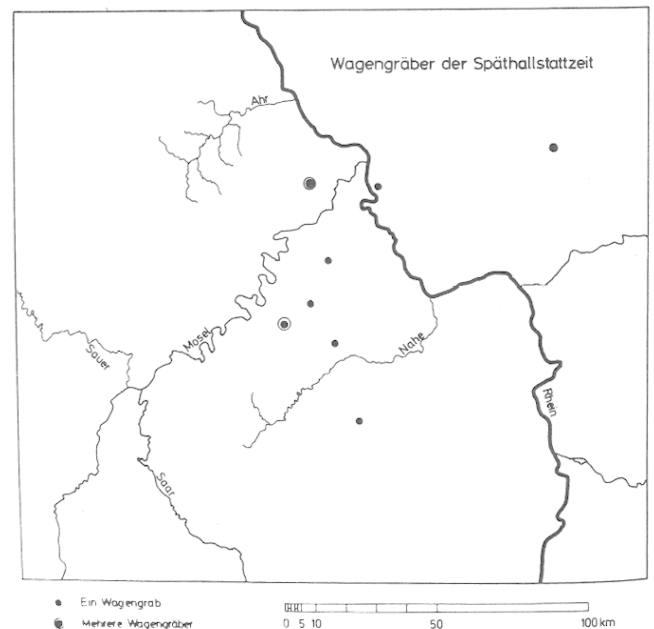 Wagengräber der Späthallstattzeit
Ahr
Mosel
Sauer
Nahe
Rhein
Saar
Ein Wagengrab
Mehrere Wagengräber
0 5 10 50 100 km